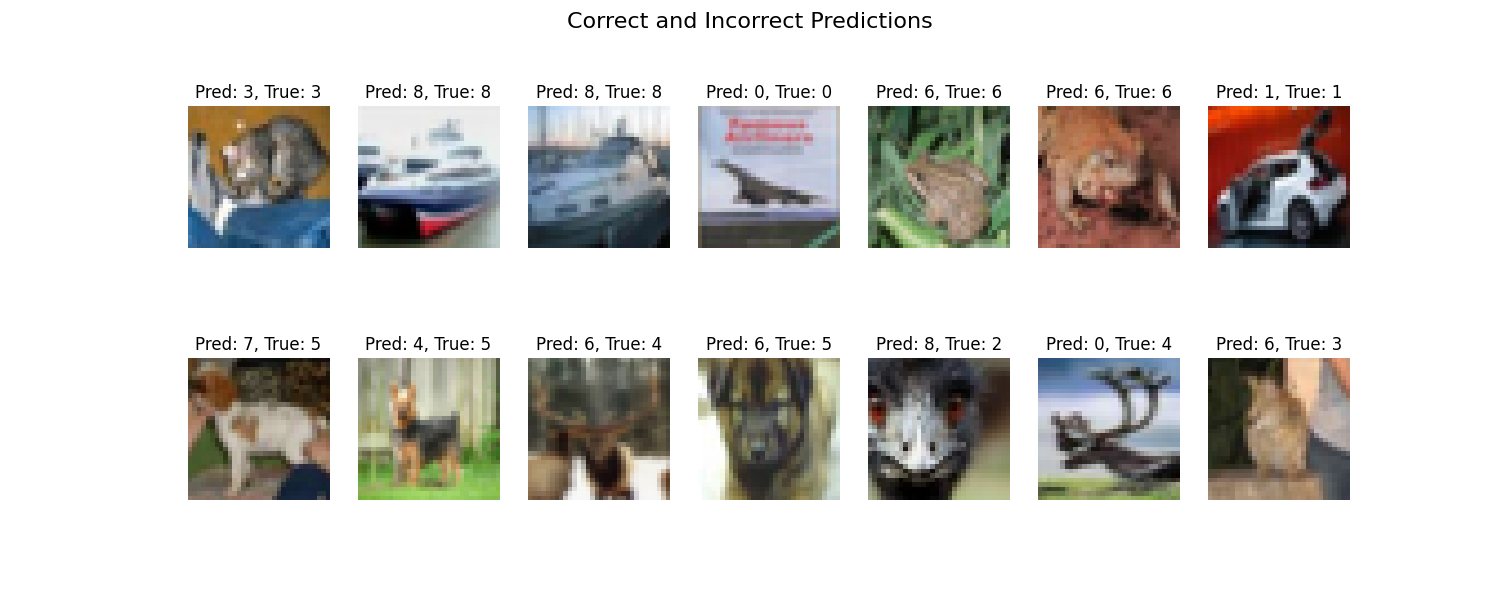 Correct and Incorrect Predictions
Pred: 3, True: 3
Pred: 8, True: 8
Pred: 8, True: 8
Pred: 0, True: 0
Pred: 6, True: 6
Pred: 6, True: 6
Pred: 1, True: 1
Pred: 7, True: 5
Pred: 4, True: 5
Pred: 6, True: 4
Pred: 6, True: 5
Pred: 8, True: 2
Pred: 0, True: 4
Pred: 6, True: 3